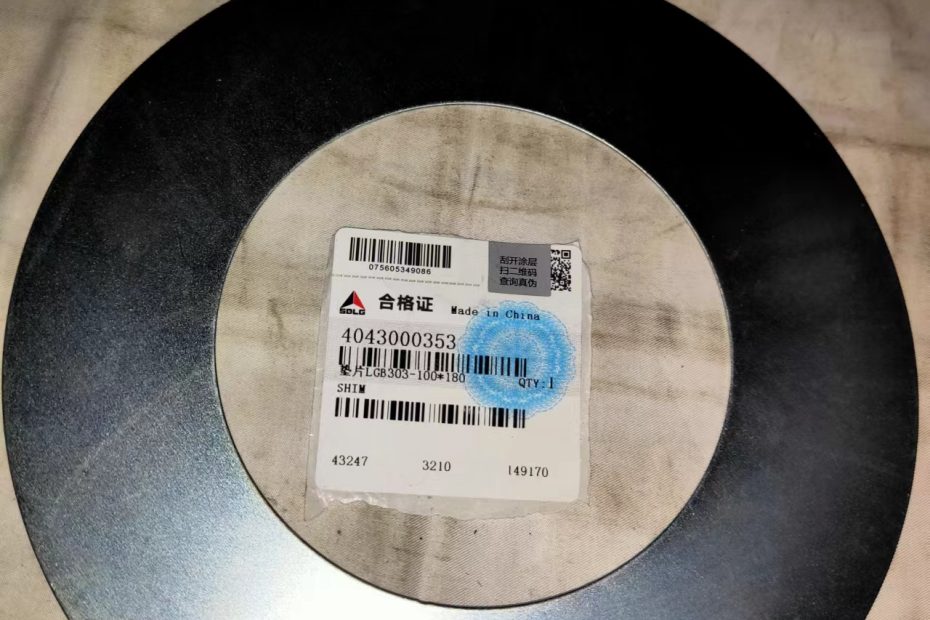 075605349086
刮开涂层
扫二维码
查询真伪
SDLG
合格证
Made in China
4043000353
垫片LGB303-100*180
QTY:1
SHIM
43247
3210
149170